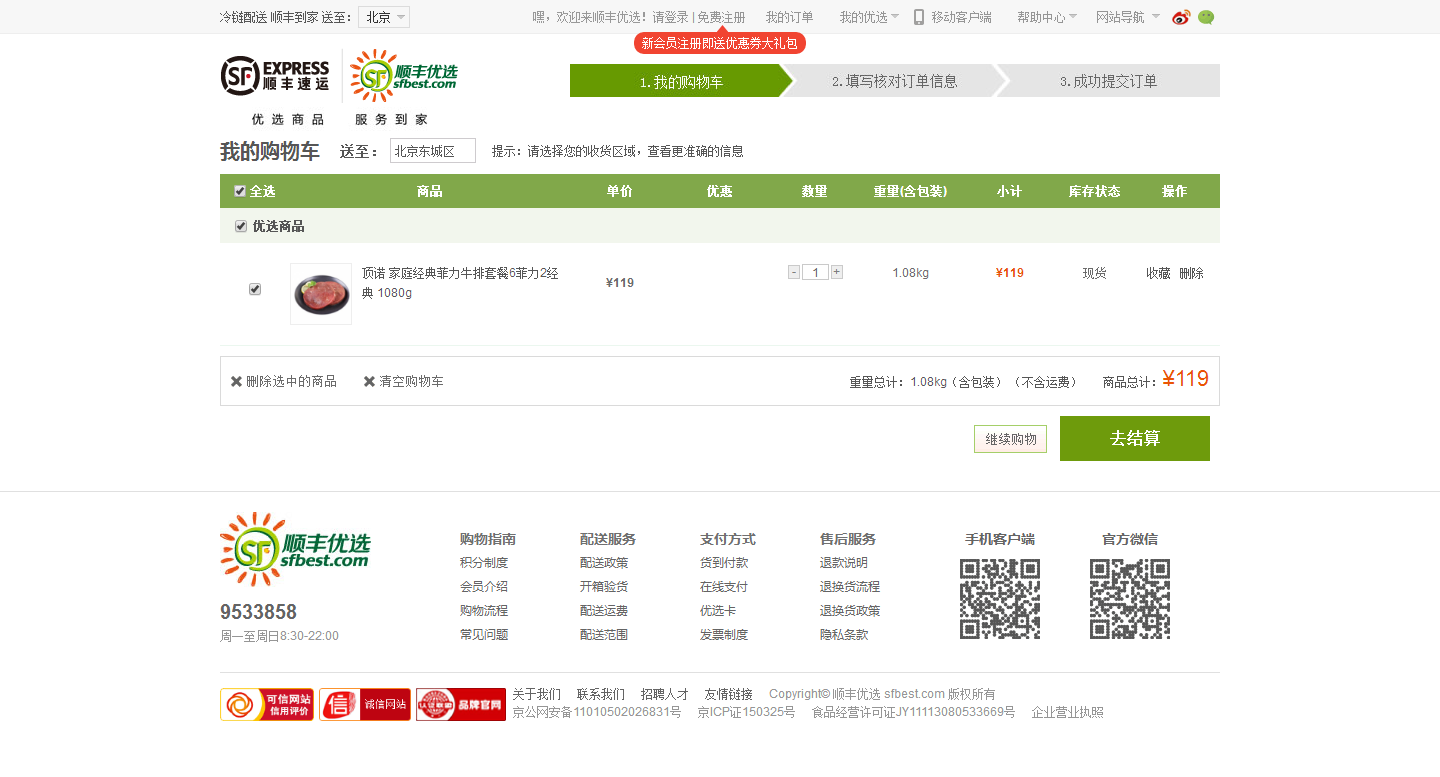 冷链配送 顺丰到家 送至： 北京 嘿，欢迎来顺丰优选！请登录 | 免费注册 我的订单 我的优选 移动客户端 帮助中心 网站导航
新会员注册即送优惠券大礼包
SF EXPRESS 顺丰速运
SF 顺丰优选 sfbest.com
1.我的购物车 2.填写核对订单信息 3.成功提交订单
优选商品 服务到家
我的购物车 送至： 北京东城区 提示：请选择您的收货区域，查看更准确的信息
全选 商品 单价 优惠 数量 重量(含包装) 小计 库存状态 操作
优选商品
顶诺 家庭经典菲力牛排套餐6菲力2经 ¥119 - 1 + 1.08kg ¥119 现货 收藏 删除
典 1080g
删除选中的商品 清空购物车 重量总计：1.08kg（含包装）（不含运费） 商品总计：¥119
继续购物 去结算
SF 顺丰优选 sfbest.com
购物指南 配送服务 支付方式 售后服务 手机客户端 官方微信
积分制度 配送政策 货到付款 退款说明
会员介绍 开箱验货 在线支付 退换货流程
9533858 购物流程 配送运费 优选卡 退换货政策
周一至周日8:30-22:00 常见问题 配送范围 发票制度 隐私条款
可信网站 信用评价 信 诚信网站 认证联盟 品牌官网
关于我们 联系我们 招聘人才 友情链接 Copyright© 顺丰优选 sfbest.com 版权所有
京公网安备11010502026831号 京ICP证150325号 食品经营许可证JY11113080533669号 企业营业执照